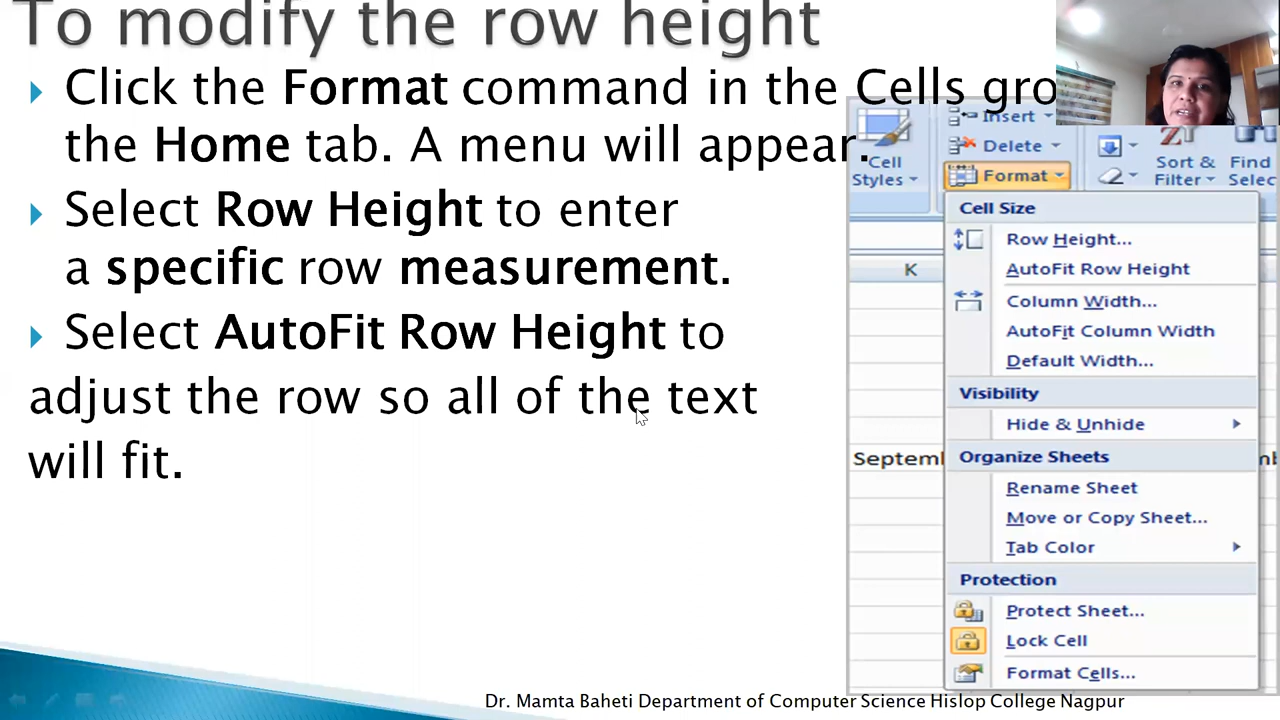 To modify the row height
Click the Format command in the Cells gro
the Home tab. A menu will appear.
Select Row Height to enter
a specific row measurement.
Select AutoFit Row Height to
adjust the row so all of the text
will fit.
Cell
Styles
Insert
Delete
Format
Sort &
Filter
Find
Selec
Cell Size
Row Height...
AutoFit Row Height
Column Width...
AutoFit Column Width
Default Width...
Visibility
Hide & Unhide
Organize Sheets
Rename Sheet
Move or Copy Sheet...
Tab Color
Protection
Protect Sheet...
Lock Cell
Format Cells...
K
Septem
Dr. Mamta Baheti Department of Computer Science Hislop College Nagpur